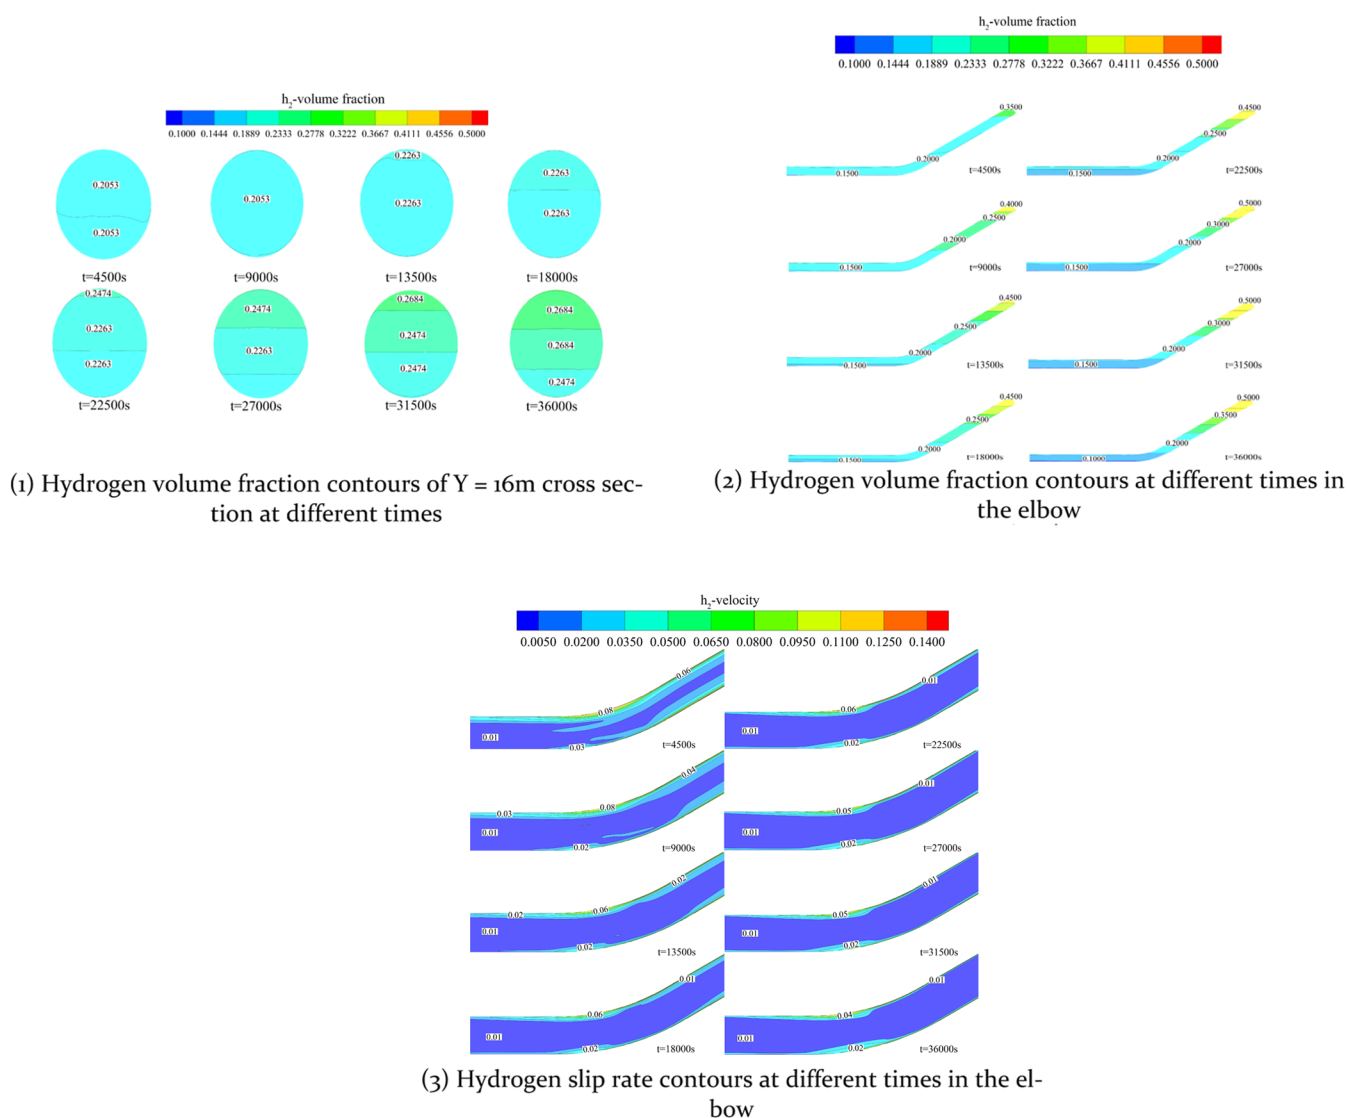 h2-volume fraction
0.1000 0.1444 0.1889 0.2333 0.2778 0.3222 0.3667 0.4111 0.4556 0.5000
0.2053
0.2053
t=4500s
0.2053
t=9000s
0.2263
0.2263
t=13500s
0.2263
0.2263
t=18000s
0.2474
0.2263
0.2263
t=22500s
0.2474
0.2263
t=27000s
0.2684
0.2474
0.2474
t=31500s
0.2684
0.2684
0.2474
t=36000s
(1) Hydrogen volume fraction contours of Y = 16m cross sec-
tion at different times
h2-volume fraction
0.1000 0.1444 0.1889 0.2333 0.2778 0.3222 0.3667 0.4111 0.4556 0.5000
0.3500
0.2000
0.1500
t=4500s
0.4500
0.2500
0.2000
0.1500
t=22500s
0.4000
0.2500
0.2000
0.1500
t=9000s
0.5000
0.3000
0.2000
0.1500
t=27000s
0.4500
0.2500
0.2000
0.1500
t=13500s
0.5000
0.3000
0.2000
0.1500
t=31500s
0.4500
0.2500
0.2000
0.1500
t=18000s
0.5000
0.3500
0.2000
0.1000
t=36000s
(2) Hydrogen volume fraction contours at different times in
the elbow
h2-velocity
0.0050 0.0200 0.0350 0.0500 0.0650 0.0800 0.0950 0.1100 0.1250 0.1400
0.06
0.08
0.01
0.03
t=4500s
0.01
0.06
0.01
0.02
t=22500s
0.04
0.08
0.03
0.01
0.02
t=9000s
0.01
0.05
0.01
0.02
t=27000s
0.02
0.06
0.02
0.01
0.02
t=13500s
0.01
0.05
0.01
0.02
t=31500s
0.01
0.06
0.01
0.02
t=18000s
0.01
0.04
0.01
0.02
t=36000s
(3) Hydrogen slip rate contours at different times in the el-
bow